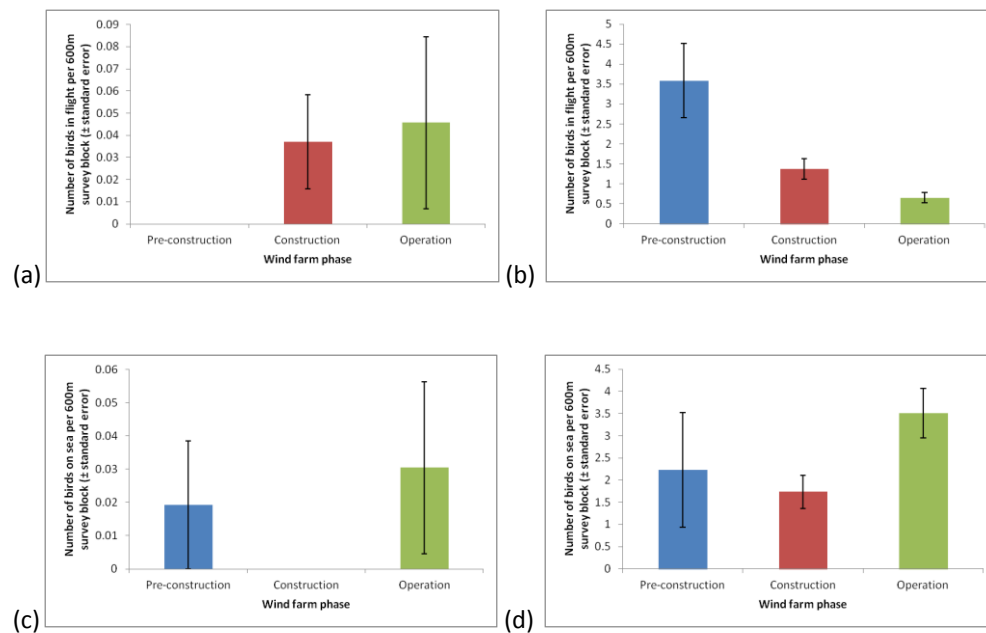 Number of birds in flight per 600m
survey block (± standard error)
0.09
0.08
0.07
0.06
0.05
0.04
0.03
0.02
0.01
0
Pre-construction Construction Operation
Wind farm phase
(a)
Number of birds in flight per 600m
survey block (± standard error)
5
4.5
4
3.5
3
2.5
2
1.5
1
0.5
0
Pre-construction Construction Operation
Wind farm phase
(b)
Number of birds on sea per 600m
survey block (± standard error)
0.06
0.05
0.04
0.03
0.02
0.01
0
Pre-construction Construction Operation
Wind farm phase
(c)
Number of birds on sea per 600m
survey block (± standard error)
4.5
4
3.5
3
2.5
2
1.5
1
0.5
0
Pre-construction Construction Operation
Wind farm phase
(d)